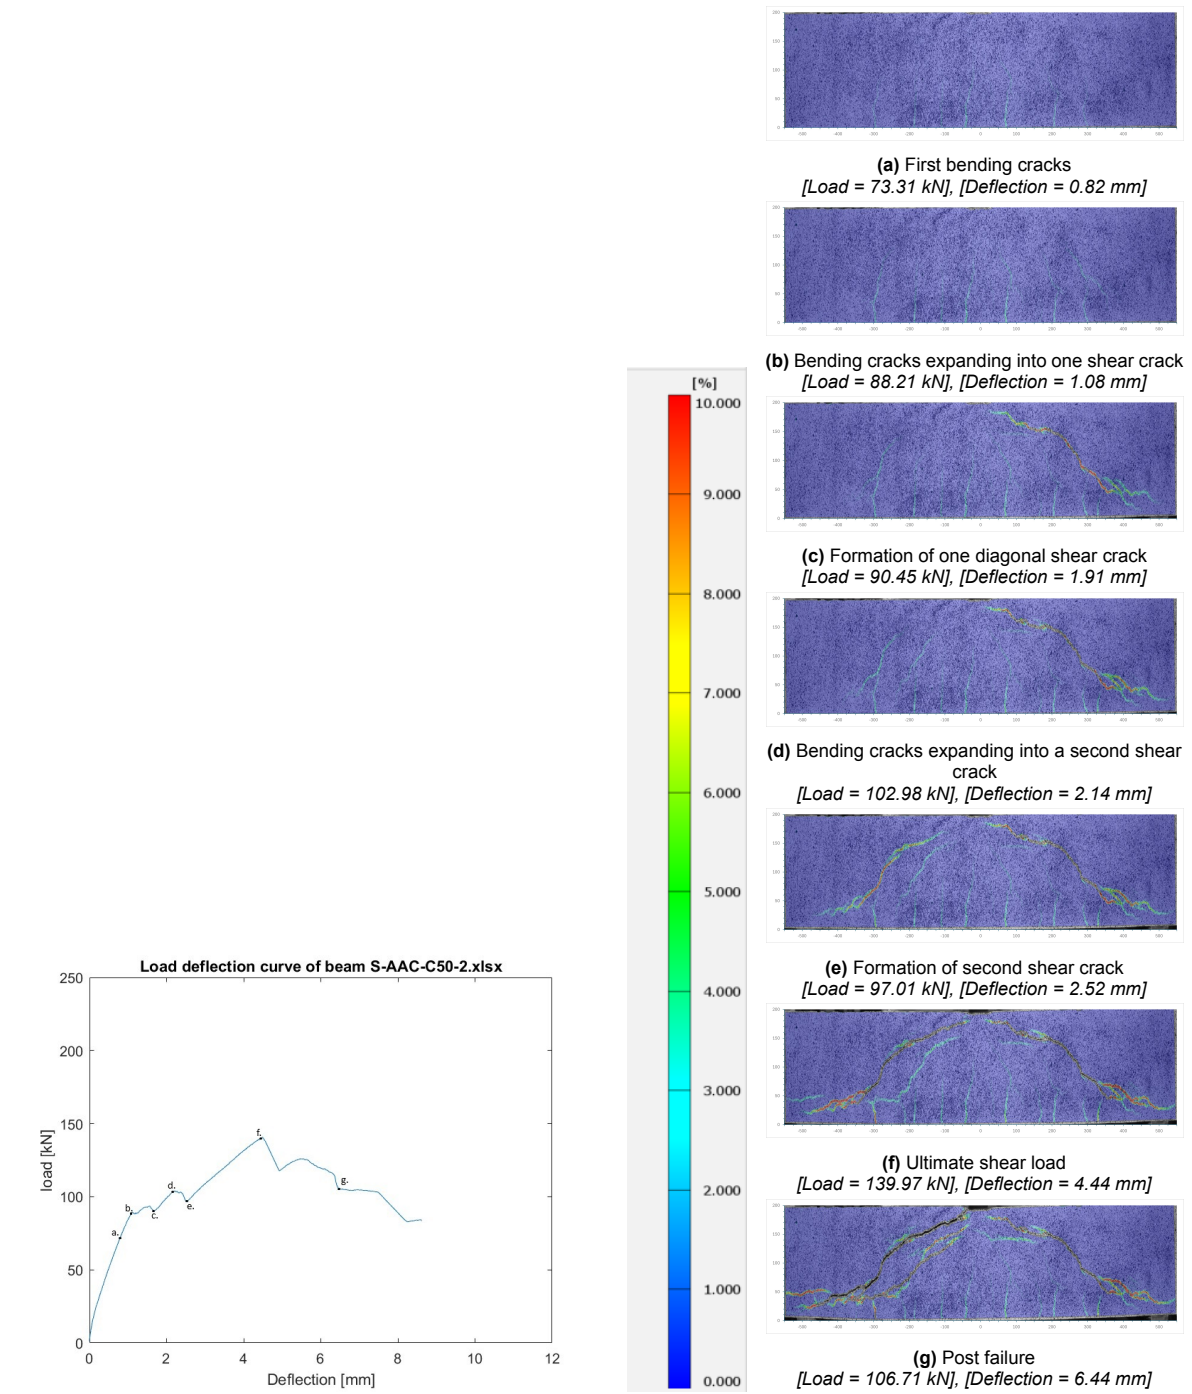 (a) First bending cracks
[Load = 73.31 kN], [Deflection = 0.82 mm]
(b) Bending cracks expanding into one shear crack
[Load = 88.21 kN], [Deflection = 1.08 mm]
(c) Formation of one diagonal shear crack
[Load = 90.45 kN], [Deflection = 1.91 mm]
(d) Bending cracks expanding into a second shear
crack
[Load = 102.98 kN], [Deflection = 2.14 mm]
(e) Formation of second shear crack
[Load = 97.01 kN], [Deflection = 2.52 mm]
(f) Ultimate shear load
[Load = 139.97 kN], [Deflection = 4.44 mm]
(g) Post failure
[Load = 106.71 kN], [Deflection = 6.44 mm]
[%]
10.000
9.000
8.000
7.000
6.000
5.000
4.000
3.000
2.000
1.000
0.000
Load deflection curve of beam S-AAC-C50-2.xlsx
250
200
150
100
50
0
load [kN]
a.
b.
c.
d.
e.
f.
g.
0 2 4 6 8 10 12
Deflection [mm]